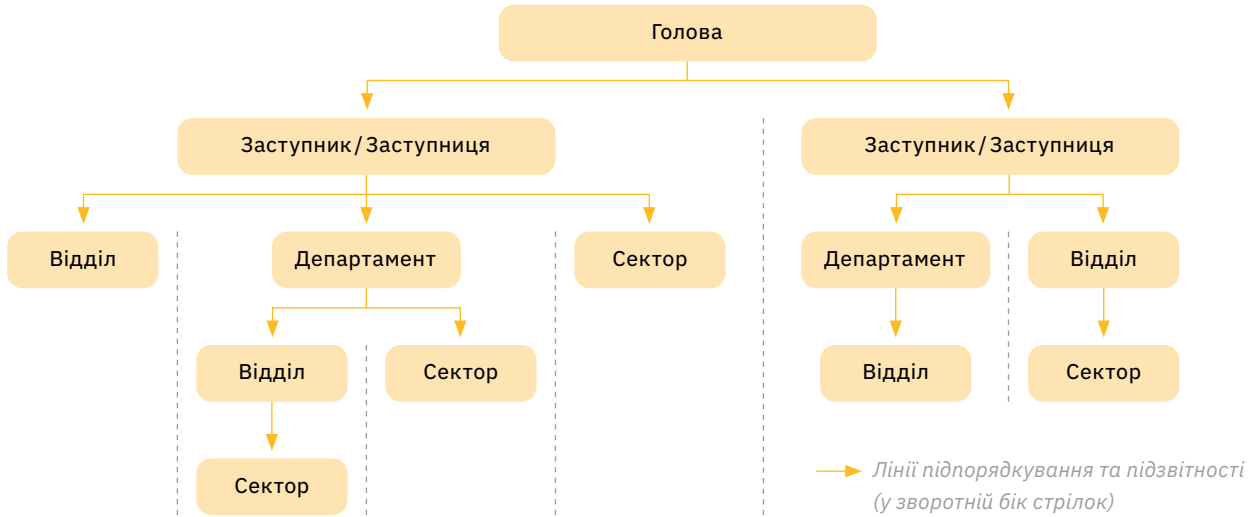 Голова
Заступник/Заступниця
Заступник/Заступниця
Відділ
Департамент
Сектор
Департамент
Відділ
Відділ
Сектор
Відділ
Сектор
Сектор
Лінії підпорядкування та підзвітності
(у зворотній бік стрілок)